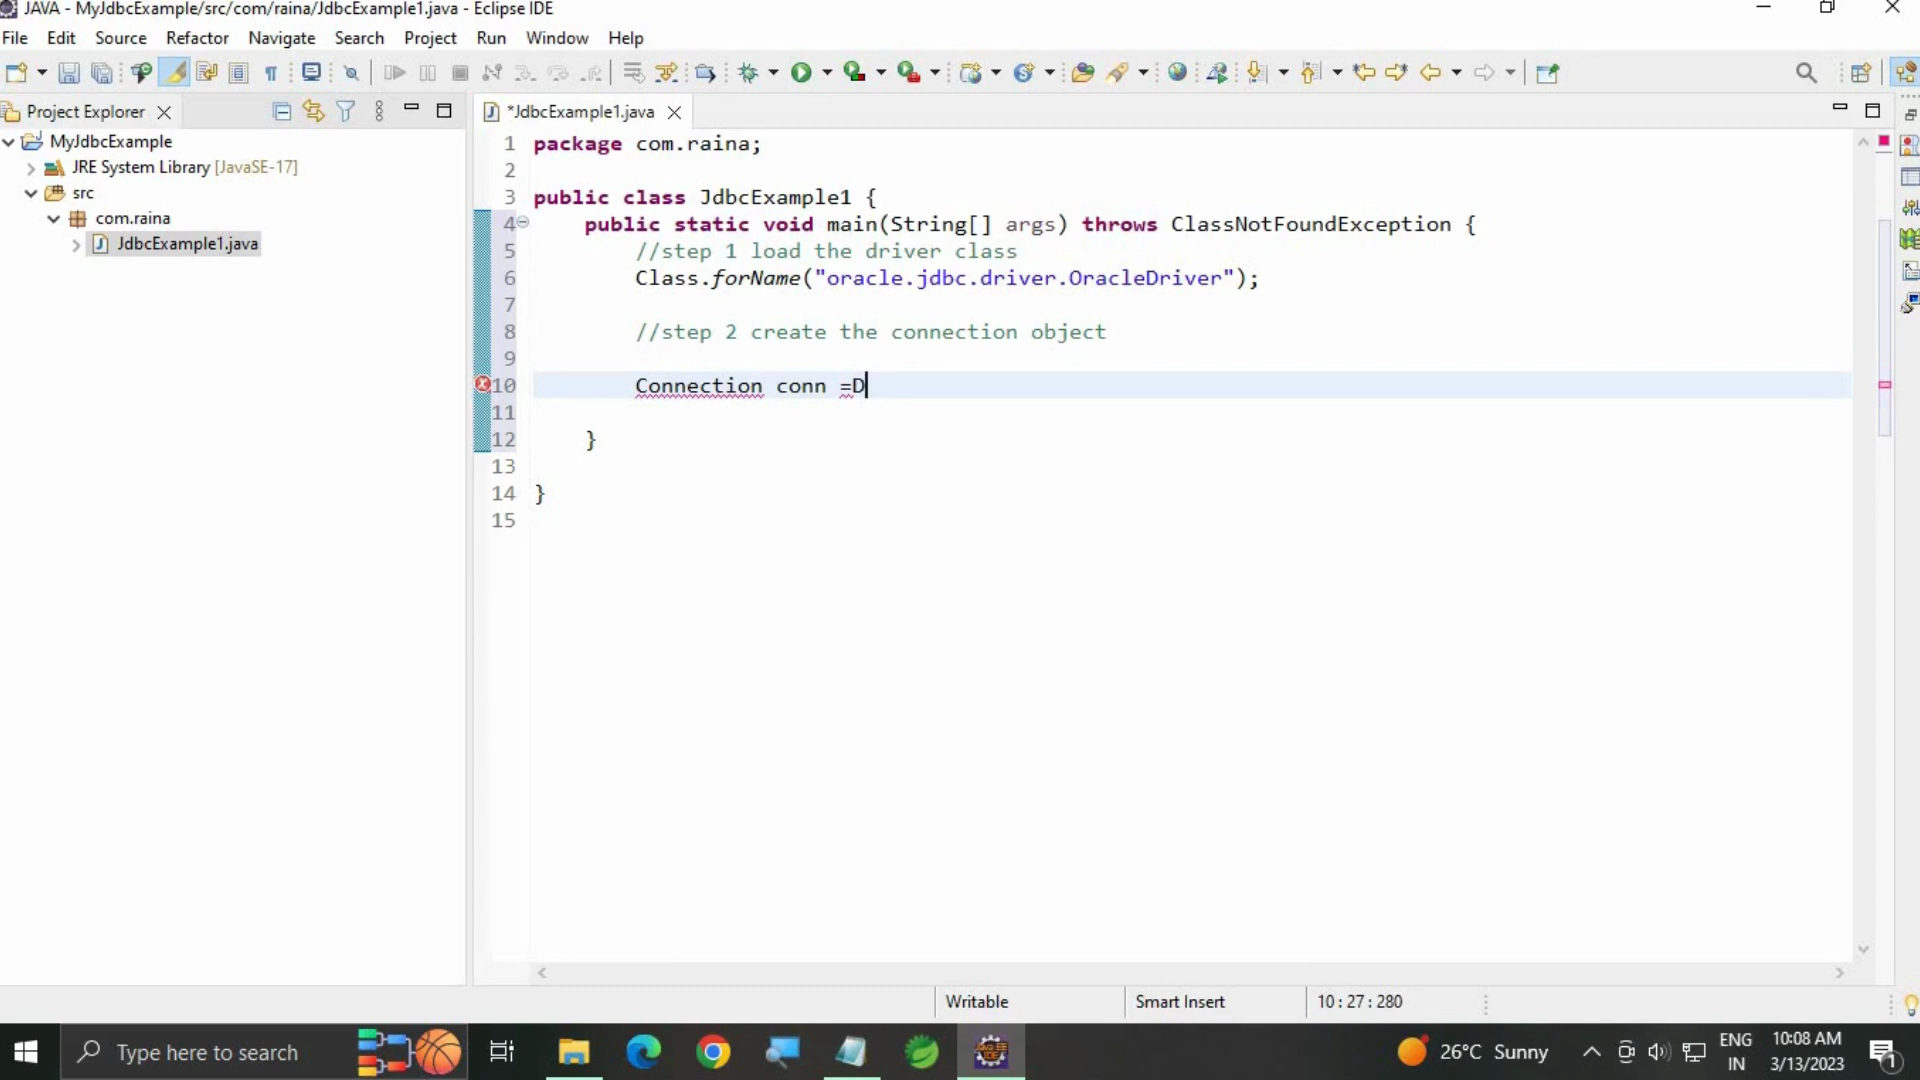 JAVA - MyJdbcExample/src/com/raina/JdbcExample1.java - Eclipse IDE
File Edit Source Refactor Navigate Search Project Run Window Help
Project Explorer
*JdbcExample1.java
MyJdbcExample
JRE System Library [JavaSE-17]
src
com.raina
JdbcExample1.java
1 package com.raina;
2
3 public class JdbcExample1 {
4 public static void main(String[] args) throws ClassNotFoundException {
5 //step 1 load the driver class
6 Class.forName("oracle.jdbc.driver.OracleDriver");
7
8 //step 2 create the connection object
9
10 Connection conn =D
11
12 }
13
14 }
15
Writable Smart Insert 10 : 27 : 280
Type here to search
26°C Sunny
ENG
IN
10:08 AM
3/13/2023
1